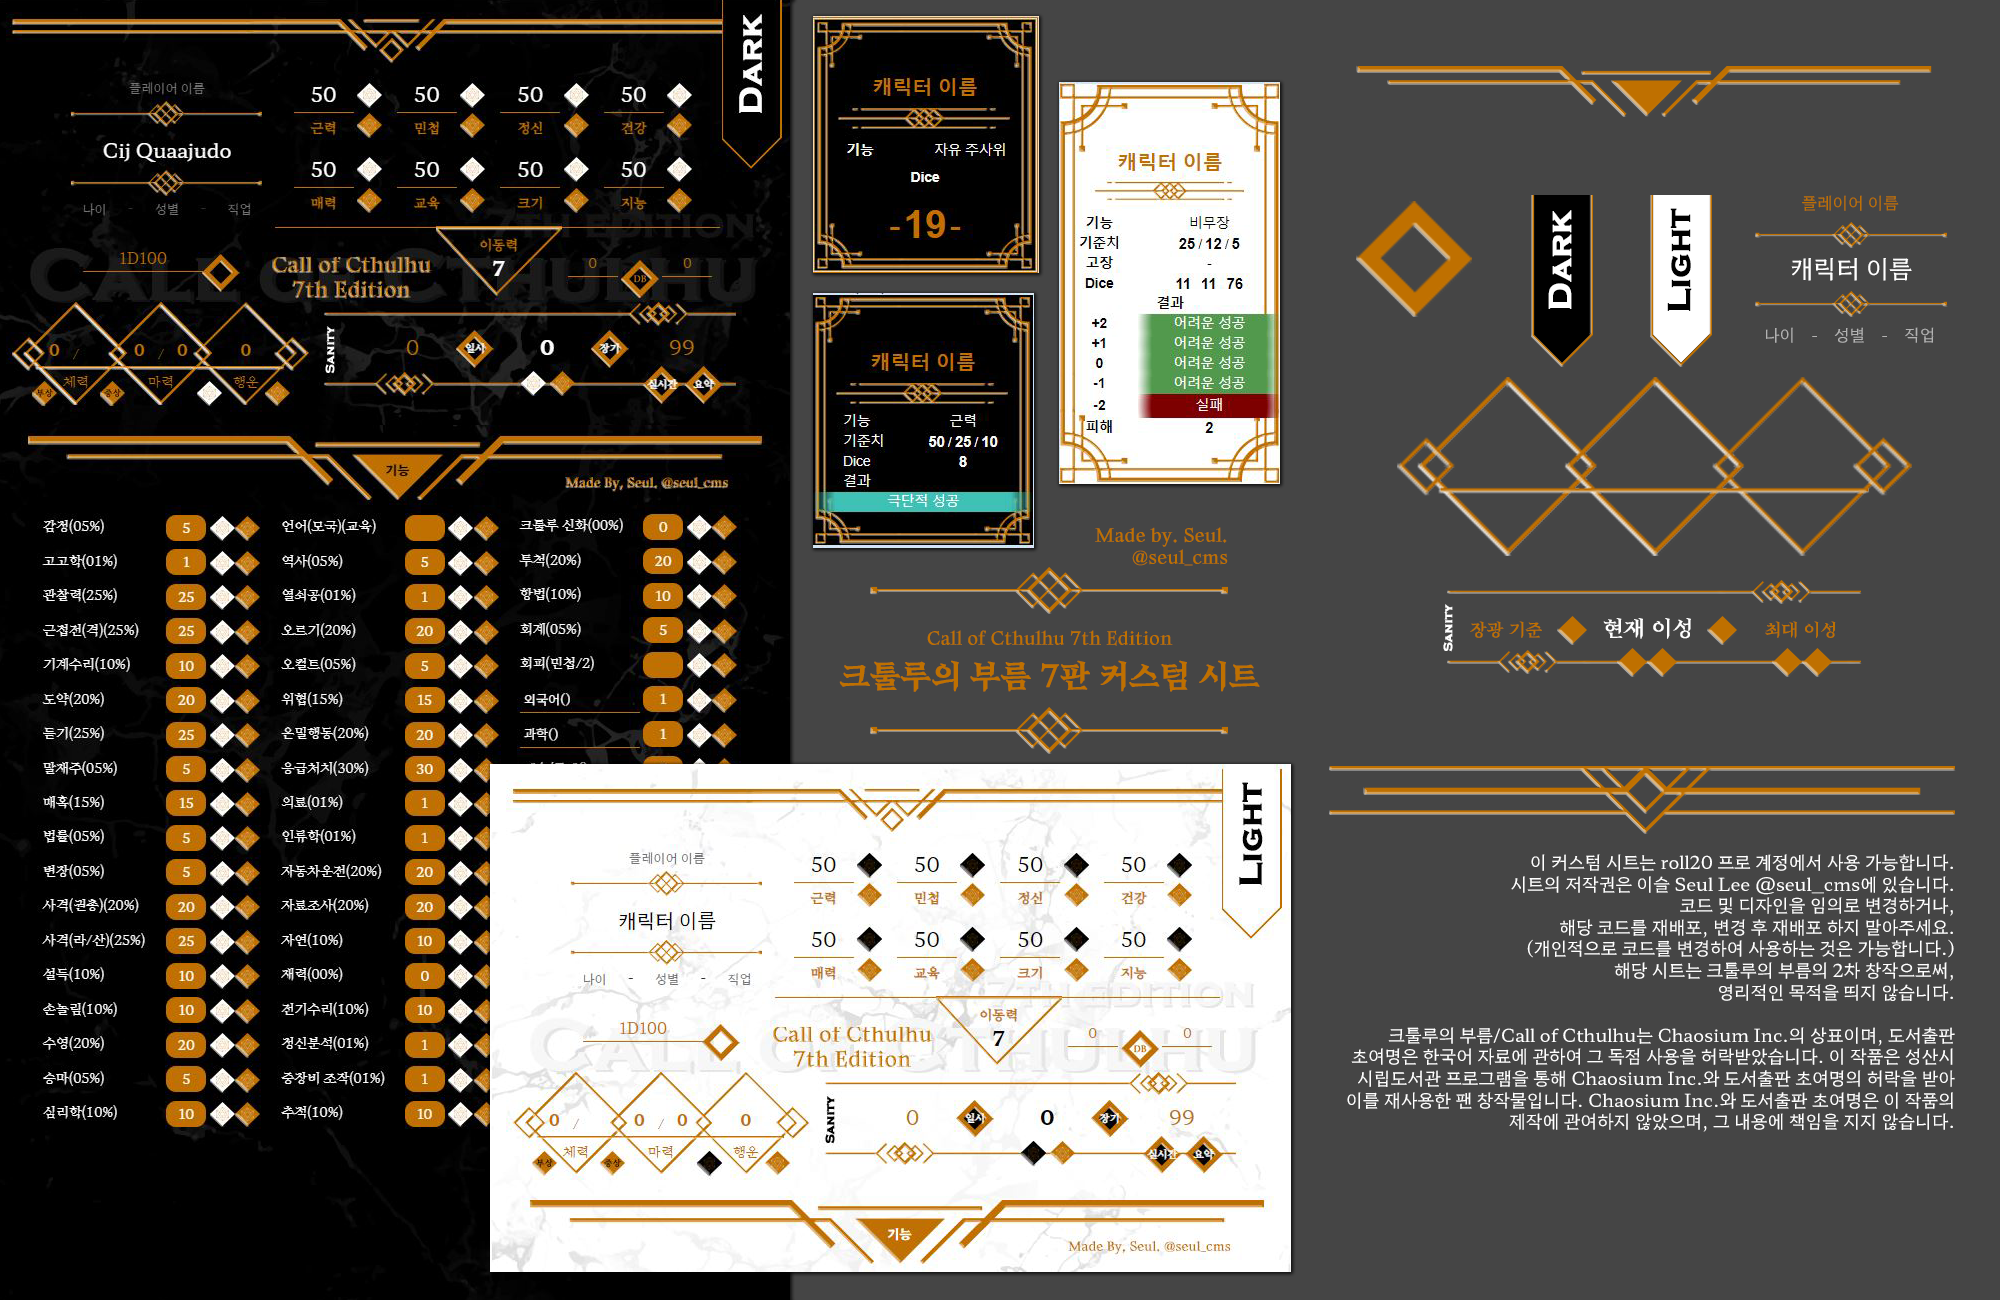 DARK
플레이어 이름
Cij Quaajudo
나이 - 성별 - 직업
50 50 50 50
근력 민첩 정신 건강
50 50 50 50
매력 교육 크기 지능
7TH EDITION
CALL OF CTHULHU
1D100
Call of Cthulhu
7th Edition
이동력
7
0 DB 0
0 / 0 / 0 0
체력 마력 행운
부상 중상
SANITY
0 일시 0 장기 99
실시간 요약
기능
Made By, Seul. @seul_cms
감정(05%) 5 언어(모국)(교육) 크툴루 신화(00%) 0
고고학(01%) 1 역사(05%) 5 투척(20%) 20
관찰력(25%) 25 열쇠공(01%) 1 항법(10%) 10
근접전(격)(25%) 25 오르기(20%) 20 회계(05%) 5
기계수리(10%) 10 오컬트(05%) 5 회피(민첩/2)
도약(20%) 20 위협(15%) 15 외국어() 1
듣기(25%) 25 은밀행동(20%) 20 과학() 1
말재주(05%) 5 응급처치(30%) 30
매혹(15%) 15 의료(01%) 1
법률(05%) 5 인류학(01%) 1
변장(05%) 5 자동차운전(20%) 20
사격(권총)(20%) 20 자료조사(20%) 20
사격(라/산)(25%) 25 자연(10%) 10
설득(10%) 10 재력(00%) 0
손놀림(10%) 10 전기수리(10%) 10
수영(20%) 20 정신분석(01%) 1
승마(05%) 5 중장비 조작(01%) 1
심리학(10%) 10 추적(10%) 10
캐릭터 이름
기능 자유 주사위
Dice
-19-
캐릭터 이름
기능 근력
기준치 50 / 25 / 10
Dice 8
결과
극단적 성공
캐릭터 이름
기능 비무장
기준치 25 / 12 / 5
고장 -
Dice 11 11 76
결과
+2 어려운 성공
+1 어려운 성공
0 어려운 성공
-1 어려운 성공
-2 실패
피해 2
Made by. Seul.
@seul_cms
Call of Cthulhu 7th Edition
크툴루의 부름 7판 커스텀 시트
LIGHT
플레이어 이름
캐릭터 이름
나이 - 성별 - 직업
50 50 50 50
근력 민첩 정신 건강
50 50 50 50
매력 교육 크기 지능
7TH EDITION
CALL OF CTHULHU
1D100
Call of Cthulhu
7th Edition
이동력
7
0 DB 0
0 / 0 / 0 0
체력 마력 행운
부상 중상
SANITY
0 일시 0 장기 99
실시간 요약
기능
Made By, Seul. @seul_cms
DARK
LIGHT
플레이어 이름
캐릭터 이름
나이 - 성별 - 직업
SANITY
장광 기준 현재 이성 최대 이성
이 커스텀 시트는 roll20 프로 계정에서 사용 가능합니다.
시트의 저작권은 이슬 Seul Lee @seul_cms에 있습니다.
코드 및 디자인을 임의로 변경하거나,
해당 코드를 재배포, 변경 후 재배포 하지 말아주세요.
(개인적으로 코드를 변경하여 사용하는 것은 가능합니다.)
해당 시트는 크툴루의 부름의 2차 창작으로써,
영리적인 목적을 띄지 않습니다.
크툴루의 부름/Call of Cthulhu는 Chaosium Inc.의 상표이며, 도서출판
초여명은 한국어 자료에 관하여 그 독점 사용을 허락받았습니다. 이 작품은 성산시
시립도서관 프로그램을 통해 Chaosium Inc.와 도서출판 초여명의 허락을 받아
이를 재사용한 팬 창작물입니다. Chaosium Inc.와 도서출판 초여명은 이 작품의
제작에 관여하지 않았으며, 그 내용에 책임을 지지 않습니다.